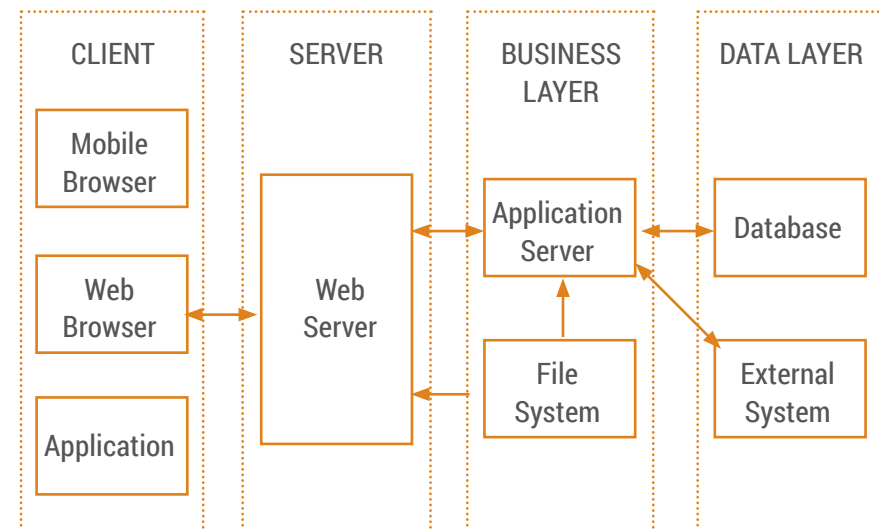 CLIENT
Mobile
Browser
Web
Browser
Application
SERVER
Web
Server
BUSINESS
LAYER
Application
Server
File
System
DATA LAYER
Database
External
System